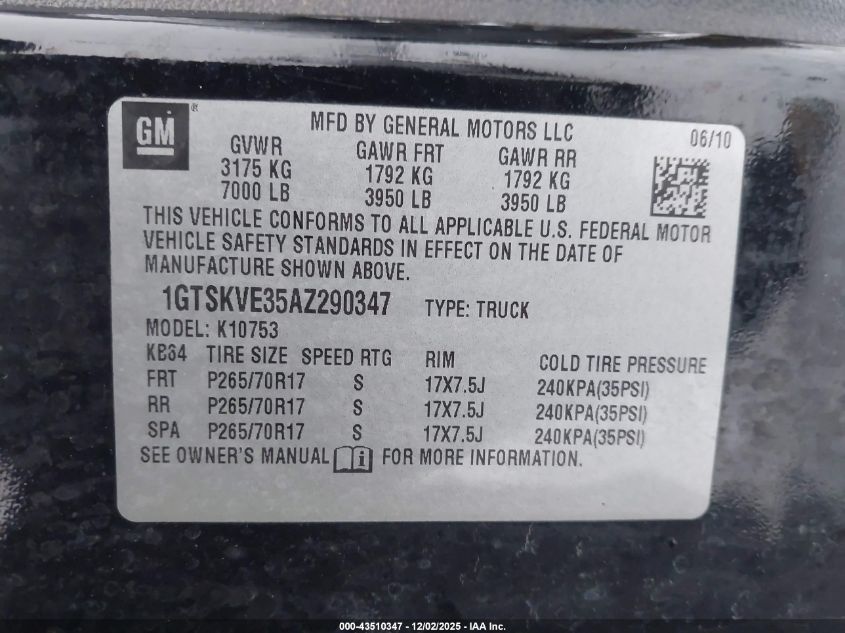 GM®
MFD BY GENERAL MOTORS LLC 06/10
GVWR GAWR FRT GAWR RR
3175 KG 1792 KG 1792 KG
7000 LB 3950 LB 3950 LB
THIS VEHICLE CONFORMS TO ALL APPLICABLE U.S. FEDERAL MOTOR
VEHICLE SAFETY STANDARDS IN EFFECT ON THE DATE OF
MANUFACTURE SHOWN ABOVE.
1GTSKVE35AZ290347 TYPE: TRUCK
MODEL: K10753
KB64 TIRE SIZE SPEED RTG RIM COLD TIRE PRESSURE
FRT P265/70R17 S 17X7.5J 240KPA(35PSI)
RR P265/70R17 S 17X7.5J 240KPA(35PSI)
SPA P265/70R17 S 17X7.5J 240KPA(35PSI)
SEE OWNER'S MANUAL i FOR MORE INFORMATION.
000-43510347 - 12/02/2025 - IAA Inc.